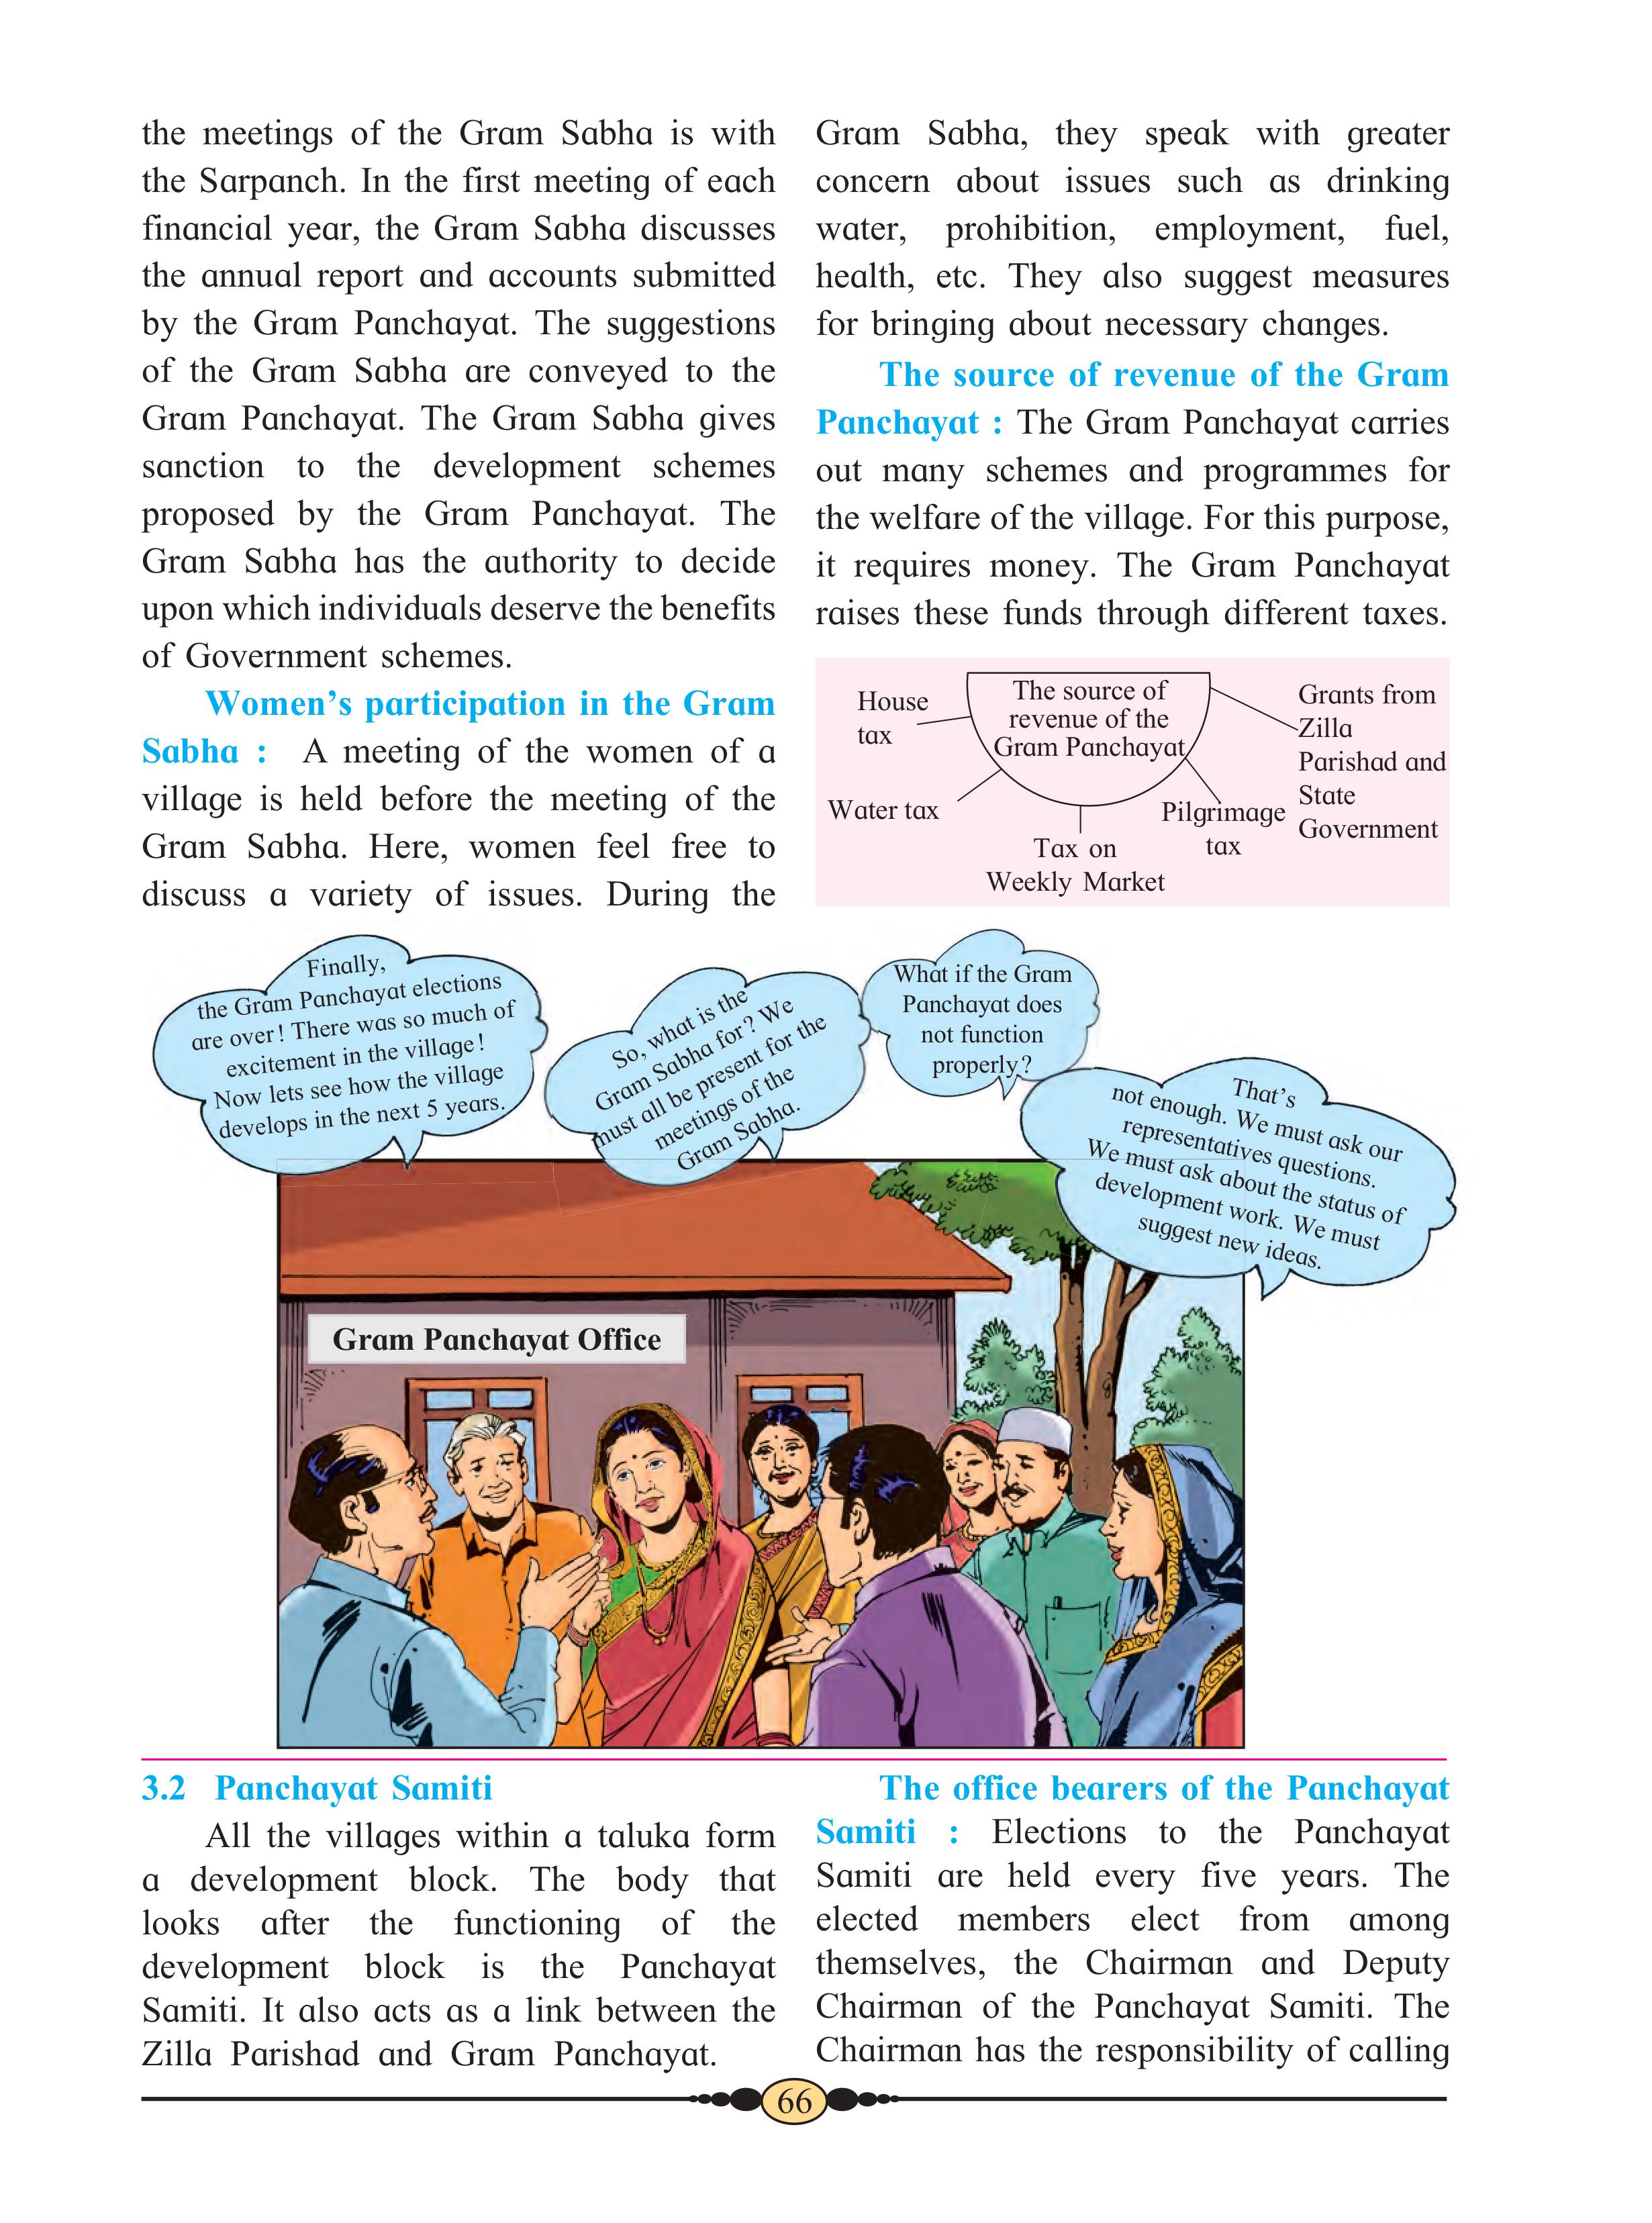 the meetings of the Gram Sabha is with
the Sarpanch. In the first meeting of each
financial year, the Gram Sabha discusses
the annual report and accounts submitted
by the Gram Panchayat. The suggestions
of the Gram Sabha are conveyed to the
Gram Panchayat. The Gram Sabha gives
sanction to the development schemes
proposed by the Gram Panchayat. The
Gram Sabha has the authority to decide
upon which individuals deserve the benefits
of Government schemes.
Women's participation in the Gram
Sabha : A meeting of the women of a
village is held before the meeting of the
Gram Sabha. Here, women feel free to
discuss a variety of issues. During the
Gram Sabha, they speak with greater
concern about issues such as drinking
water, prohibition, employment, fuel,
health, etc. They also suggest measures
for bringing about necessary changes.
The source of revenue of the Gram
Panchayat : The Gram Panchayat carries
out many schemes and programmes for
the welfare of the village. For this purpose,
it requires money. The Gram Panchayat
raises these funds through different taxes.
The source of
revenue of the
Gram Panchayat
House
tax
Water tax
Tax on
Weekly Market
Pilgrimage
tax
Grants from
Zilla
Parishad and
State
Government
Finally,
the Gram Panchayat elections
are over! There was so much of
excitement in the village!
Now lets see how the village
develops in the next 5 years.
So, what is the
Gram Sabha for? We
must all be present for the
meetings of the
Gram Sabha.
What if the Gram
Panchayat does
not function
properly?
That's
not enough. We must ask our
representatives questions.
We must ask about the status of
development work. We must
suggest new ideas.
Gram Panchayat Office
3.2 Panchayat Samiti
All the villages within a taluka form
a development block. The body that
looks after the functioning of the
development block is the Panchayat
Samiti. It also acts as a link between the
Zilla Parishad and Gram Panchayat.
The office bearers of the Panchayat
Samiti : Elections to the Panchayat
Samiti are held every five years. The
elected members elect from among
themselves, the Chairman and Deputy
Chairman of the Panchayat Samiti. The
Chairman has the responsibility of calling
66